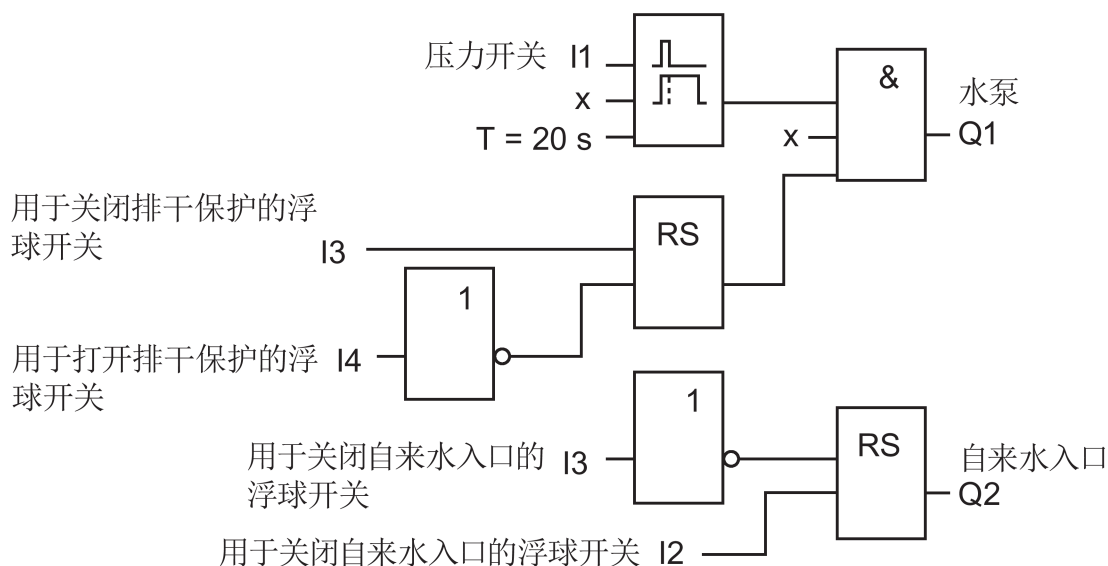 压力开关 I1
x
T = 20 s
&
x
水泵
Q1
用于关闭排干保护的浮
球开关
I3
RS
1
用于打开排干保护的浮
球开关
I4
1
用于关闭自来水入口的
浮球开关
I3
RS
自来水入口
Q2
用于关闭自来水入口的浮球开关 I2